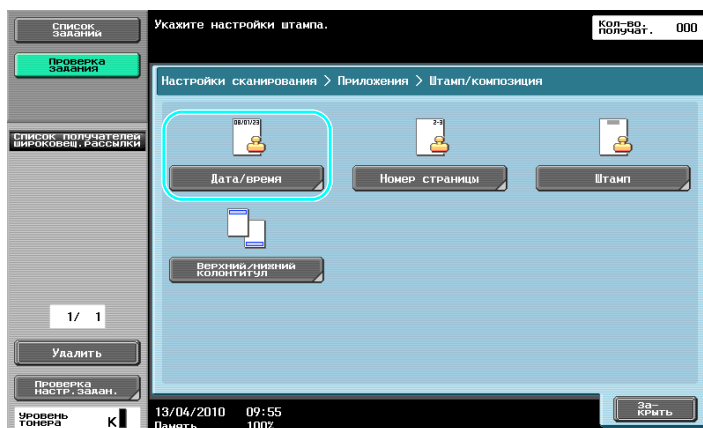 Список
заданий
Укажите настройки штампа.
Кол-во.
получат.
000
Проверка
задания
Настройки сканирования > Приложения > Штамп/композиция
08/01/23
2-3
Список получателей
широковещ.рассылки
Дата/время
Номер страницы
Штамп
Верхний/нижний
колонтитул
1/ 1
Удалить
Проверка
настр.задан.
Уровень
тонера
K
13/04/2010 09:55
Память 100%
За-
крыть